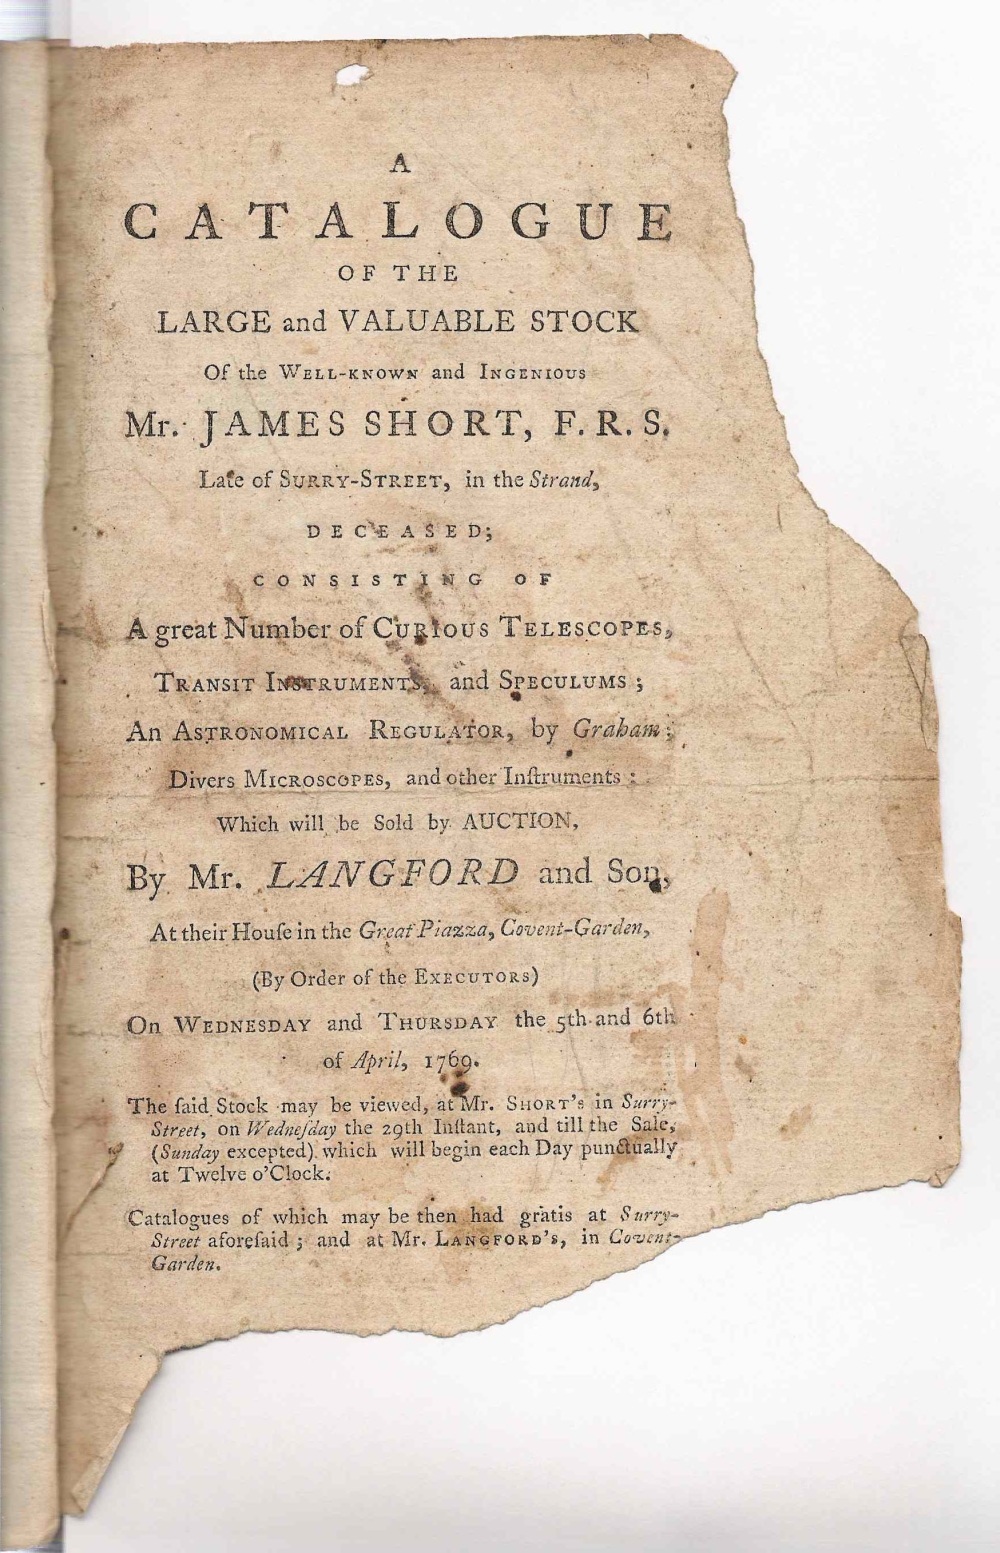 A
CATALOGUE
OF THE
LARGE and VALUABLE STOCK
Of the WELL-KNOWN and INGENIOUS
Mr. JAMES SHORT, F. R. S.
Late of SURRY-STREET, in the Strand,
DECEASED;
CONSISTING OF
A great Number of CURIOUS TELESCOPES,
TRANSIT INSTRUMENTS, and SPECULUMS ;
An ASTRONOMICAL REGULATOR, by Graham ;
Divers MICROSCOPES, and other Inſtruments :
Which will be Sold by AUCTION,
By Mr. LANGFORD and Son,
At their Houſe in the Great Piazza, Covent-Garden,
(By Order of the EXECUTORS)
On WEDNESDAY and THURSDAY the 5th and 6th
of April, 1769.
The ſaid Stock may be viewed, at Mr. SHORT's in Surry-
Street, on Wedneſday the 29th Inſtant, and till the Sale,
(Sunday excepted) which will begin each Day punctually
at Twelve o'Clock.
Catalogues of which may be then had gratis at Surry-
Street aforeſaid ; and at Mr. LANGFORD's, in Covent-
Garden.